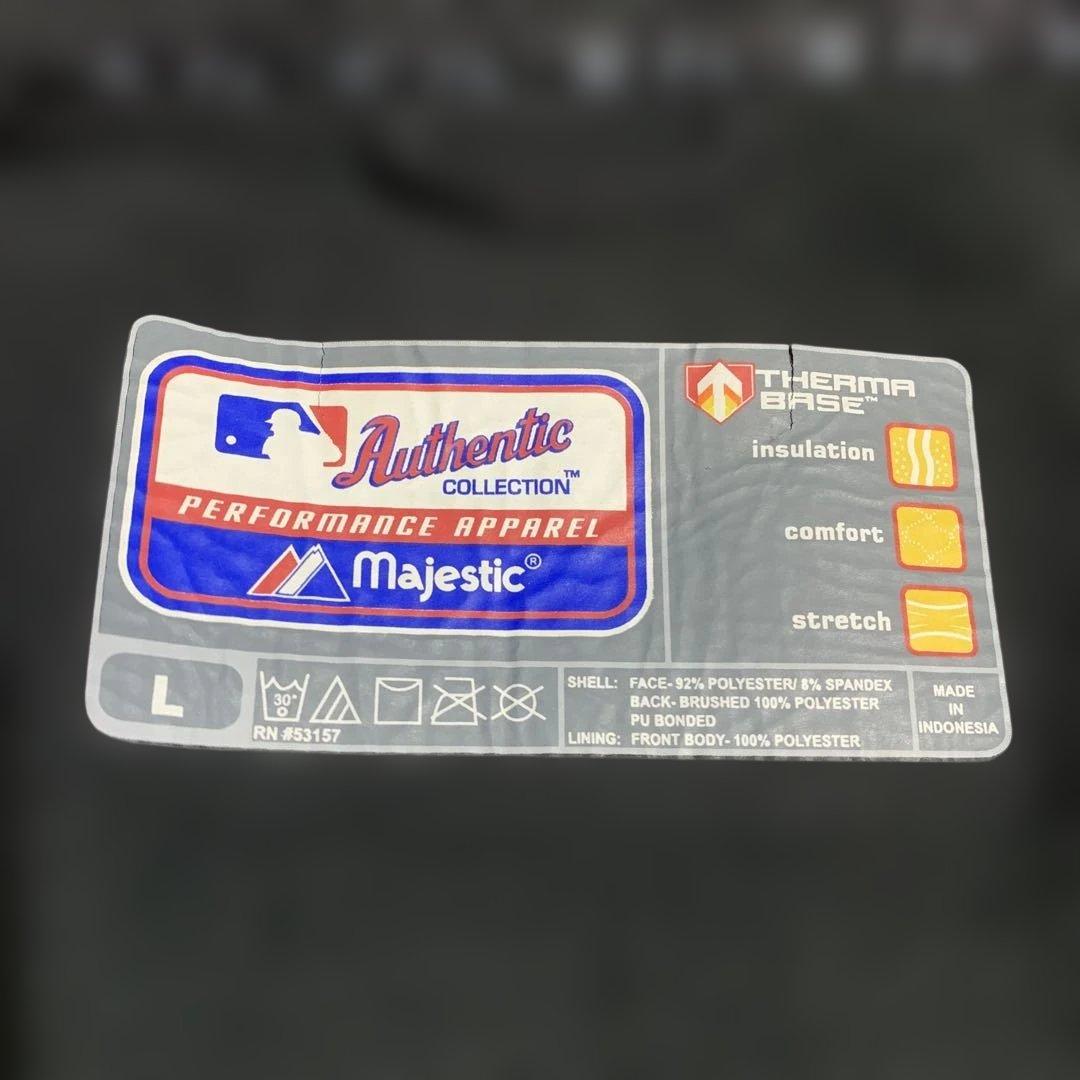 Authentic
COLLECTION™
PERFORMANCE APPAREL
Majestic®
THERMA
BASE™
insulation
comfort
stretch
L
30°
RN #53157
SHELL: FACE- 92% POLYESTER/ 8% SPANDEX
BACK- BRUSHED 100% POLYESTER
PU BONDED
LINING: FRONT BODY- 100% POLYESTER
MADE
IN
INDONESIA